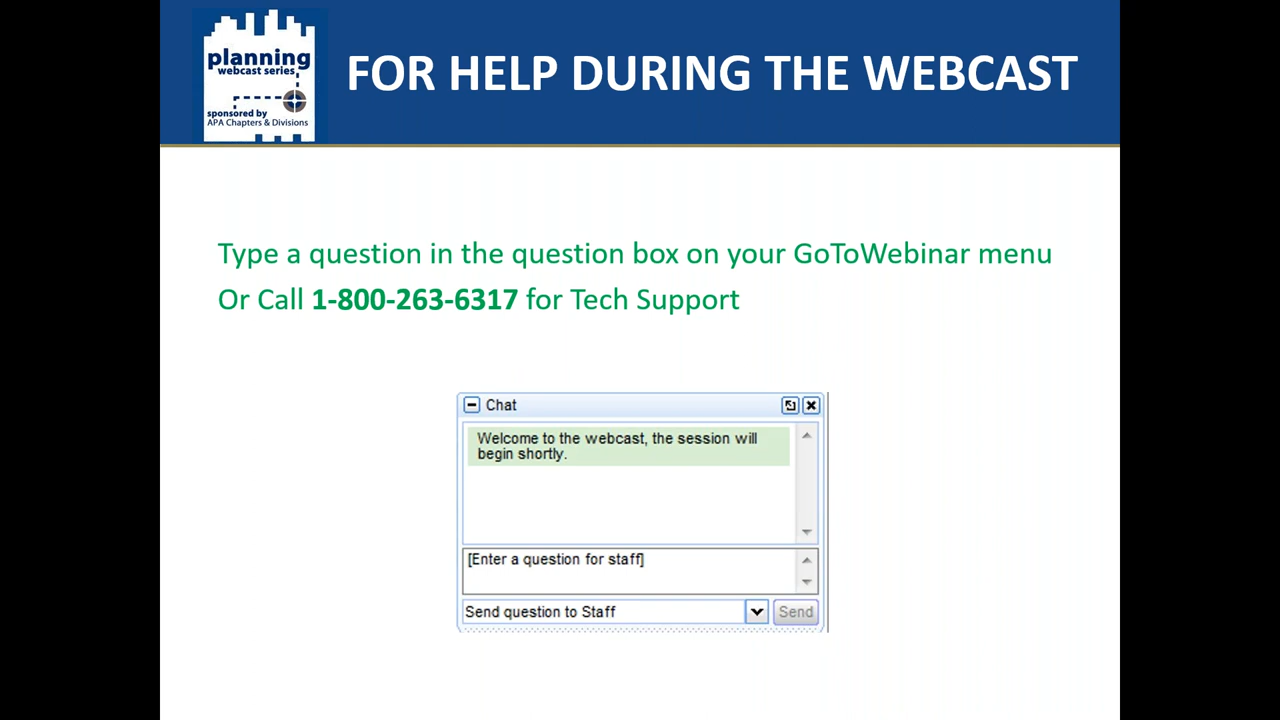 planning
webcast series
sponsored by
APA Chapters & Divisions
FOR HELP DURING THE WEBCAST
Type a question in the question box on your GoToWebinar menu
Or Call 1-800-263-6317 for Tech Support
Chat
Welcome to the webcast, the session will
begin shortly.
[Enter a question for staff]
Send question to Staff
Send